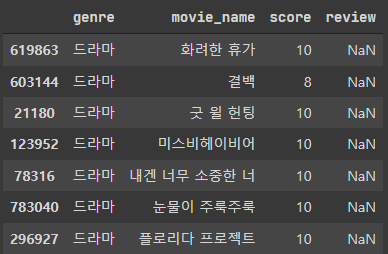 genre movie_name score review
619863 드라마 화려한 휴가 10 NaN
603144 드라마 결백 8 NaN
21180 드라마 굿 윌 헌팅 10 NaN
123952 드라마 미스비헤이비어 10 NaN
78316 드라마 내겐 너무 소중한 너 10 NaN
783040 드라마 눈물이 주룩주룩 10 NaN
296927 드라마 플로리다 프로젝트 10 NaN